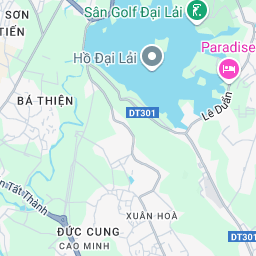 Sân Golf Đại Lải
SƠN
TIÊN
Hồ Đại Lải
Paradise
BÁ THIỆN
DT301
Lê Duẩn
n Tất Thành
XUÂN HOÀ
ĐỨC CUNG
CAO MINH
DT301